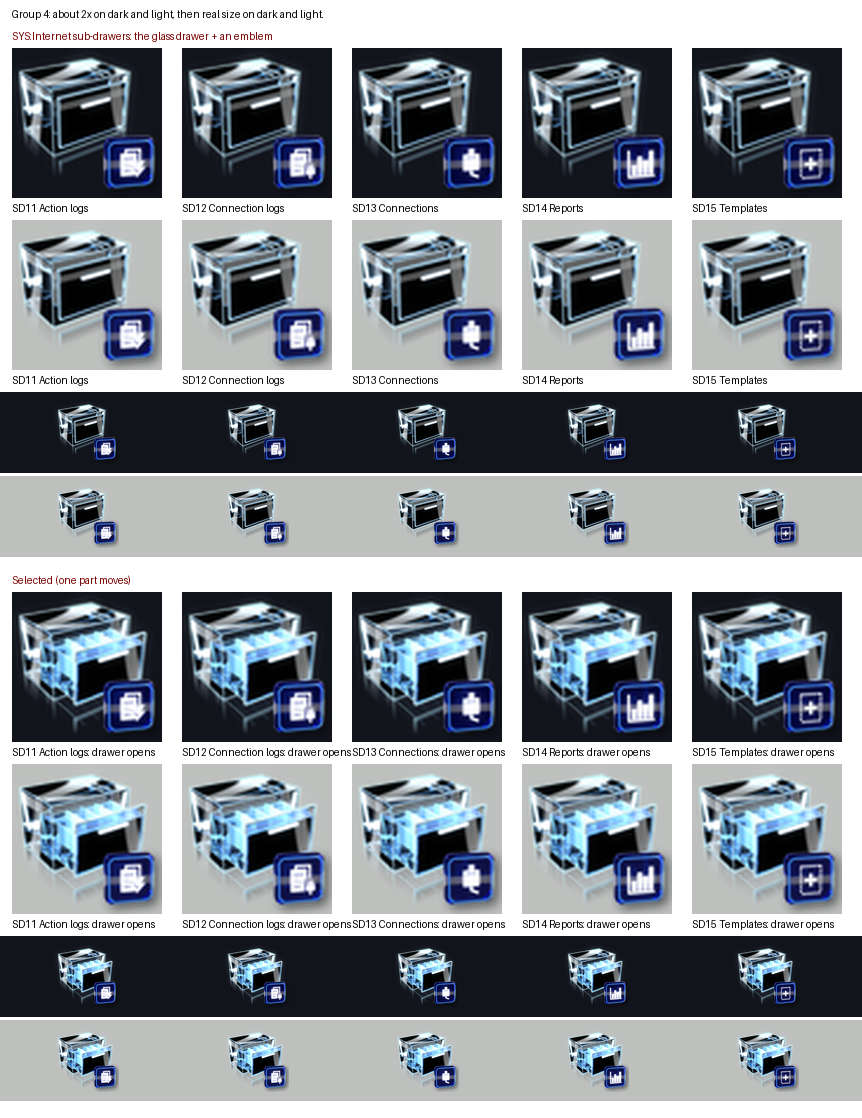 Group 4: about 2x on dark and light, then real size on dark and light.
SYS:Internet sub-drawers: the glass drawer + an emblem
SD11 Action logs
SD12 Connection logs
SD13 Connections
SD14 Reports
SD15 Templates
SD11 Action logs
SD12 Connection logs
SD13 Connections
SD14 Reports
SD15 Templates
Selected (one part moves)
SD11 Action logs: drawer opens
SD12 Connection logs: drawer opens
SD13 Connections: drawer opens
SD14 Reports: drawer opens
SD15 Templates: drawer opens
SD11 Action logs: drawer opens
SD12 Connection logs: drawer opens
SD13 Connections: drawer opens
SD14 Reports: drawer opens
SD15 Templates: drawer opens